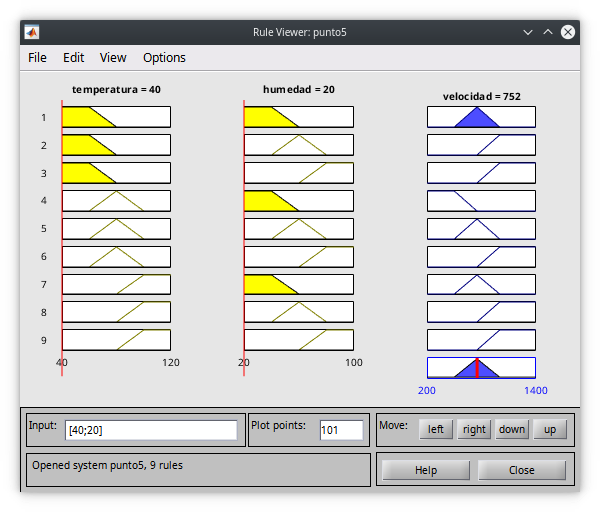 Rule Viewer: punto5
File Edit View Options
temperatura = 40 humedad = 20 velocidad = 752
1
2
3
4
5
6
7
8
9
40 120 20 100
200 1400
Input: [40;20] Plot points: 101 Move: left right down up
Opened system punto5, 9 rules Help Close